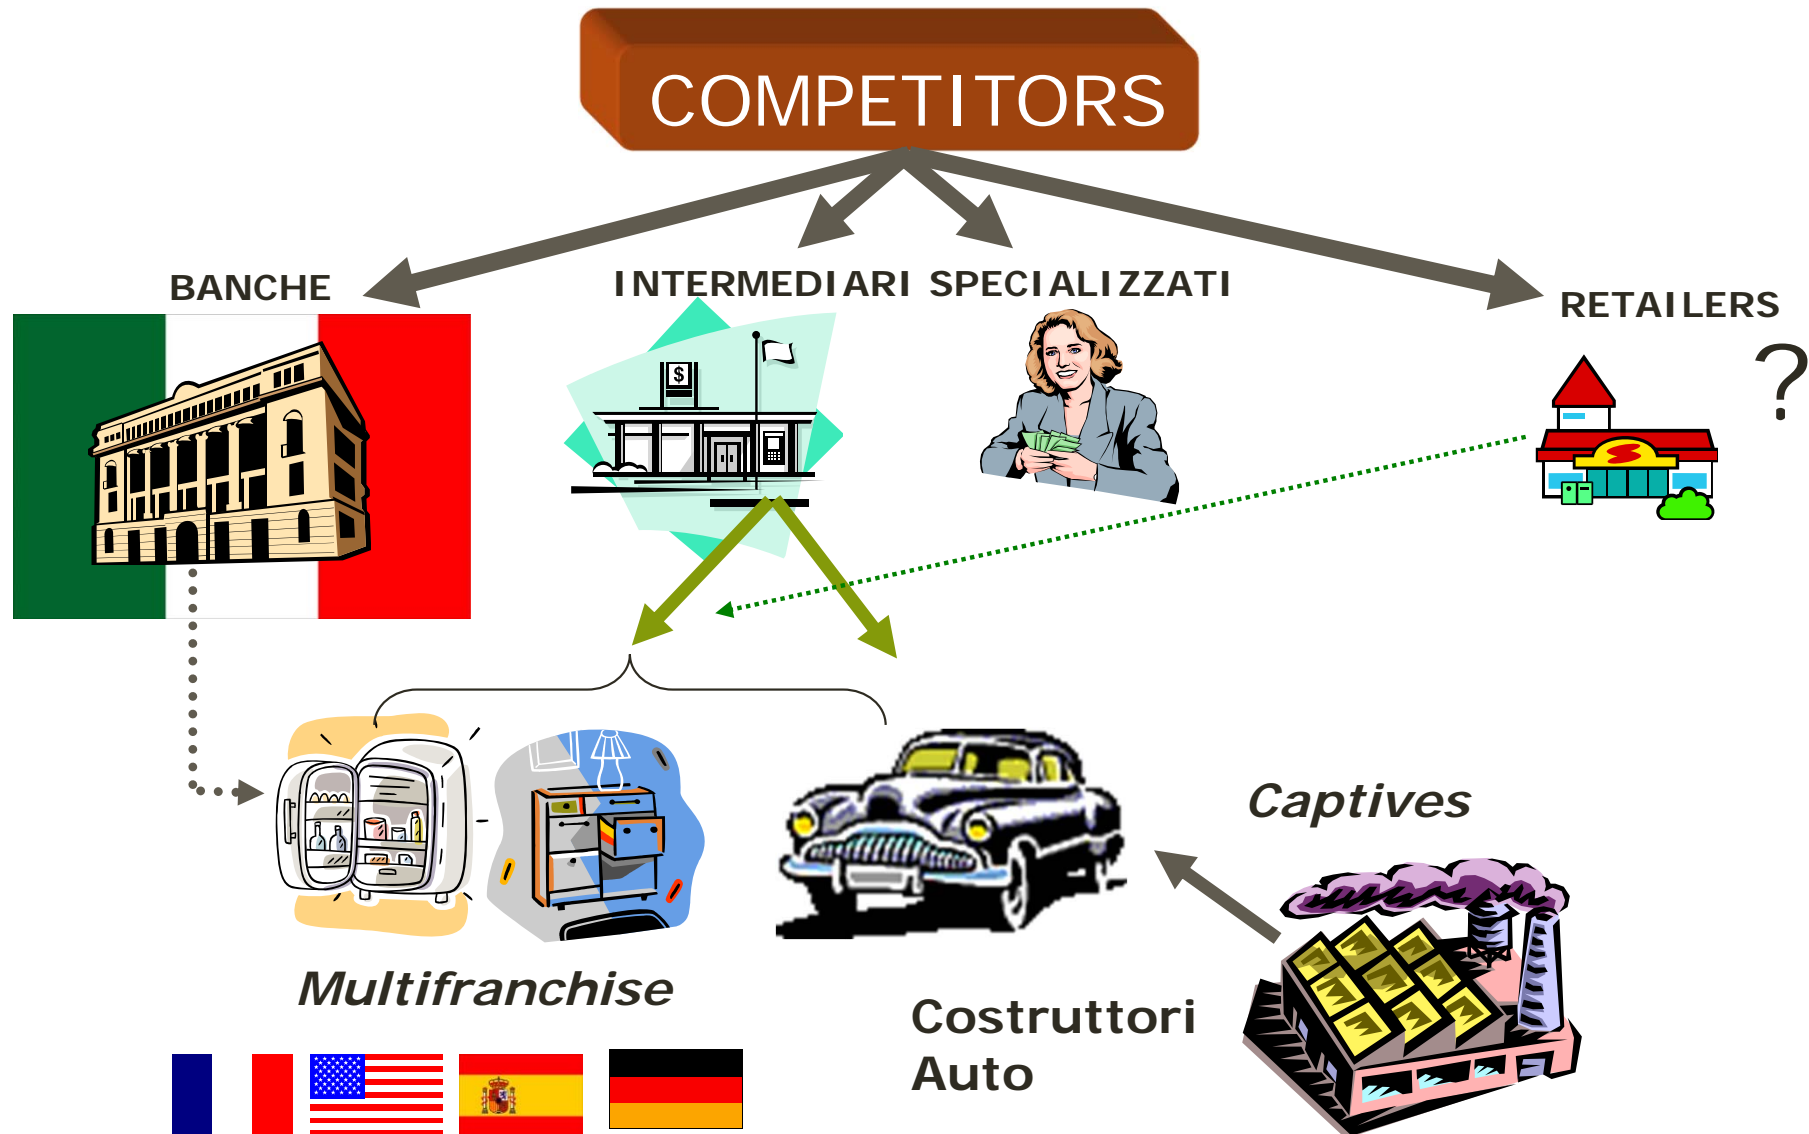 COMPETITORS
BANCHE
INTERMEDIARI SPECIALIZZATI
RETAILERS
?
$
Captives
Multifranchise
Costruttori
Auto